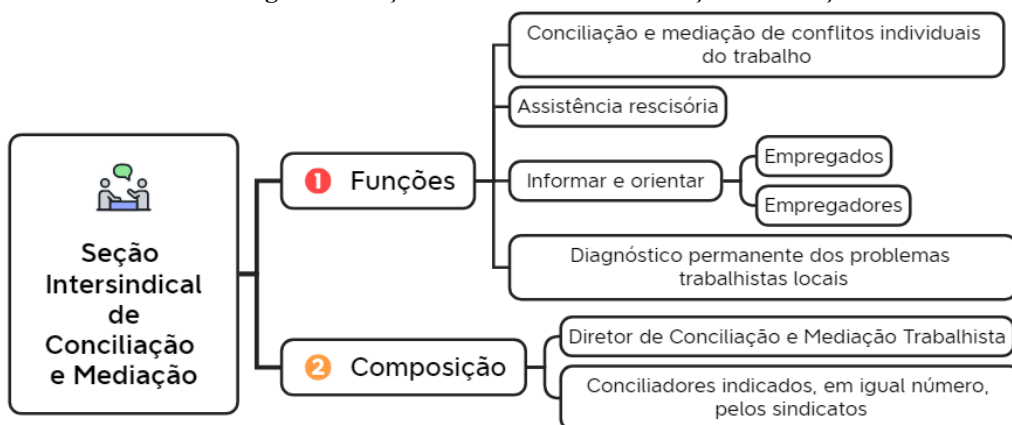 Conciliação e mediação de conflitos individuais
do trabalho
Assistência rescisória
1 Funções
Informar e orientar
Empregados
Empregadores
Diagnóstico permanente dos problemas
trabalhistas locais
Seção
Intersindical
de
Conciliação
e Mediação
2 Composição
Diretor de Conciliação e Mediação Trabalhista
Conciliadores indicados, em igual número,
pelos sindicatos